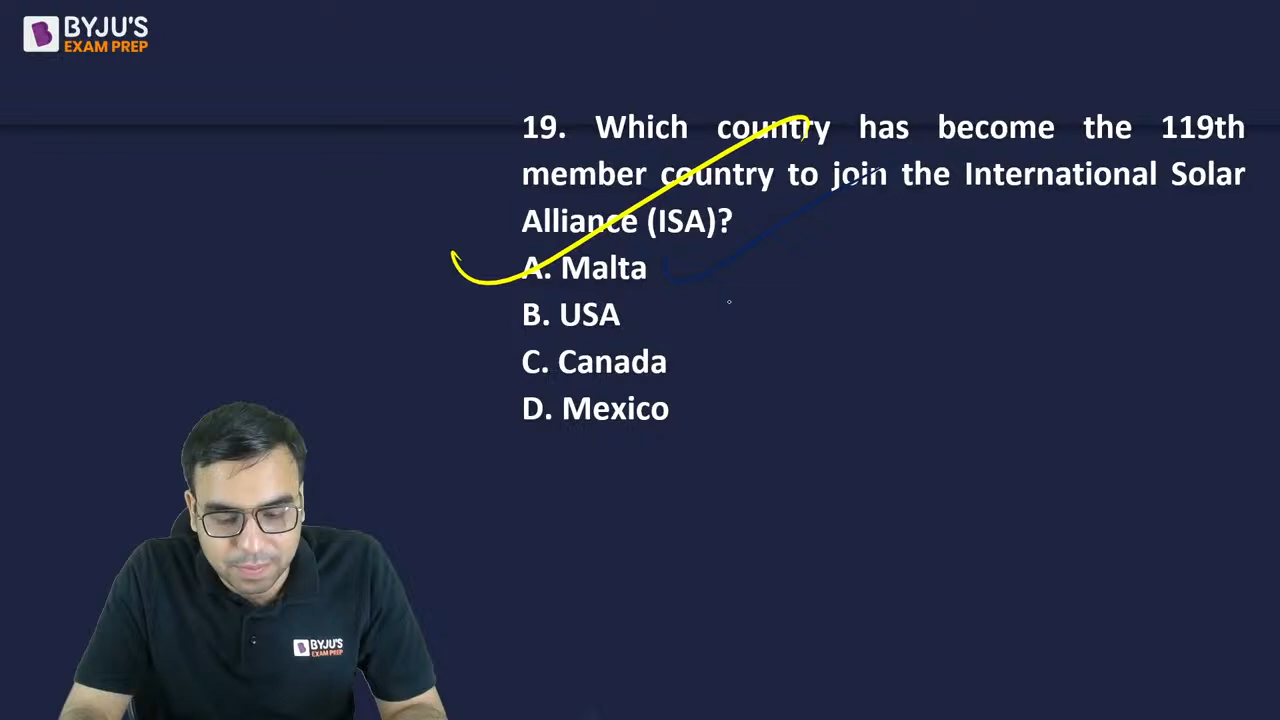 BYJU'S
EXAM PREP
19. Which country has become the 119th
member country to join the International Solar
Alliance (ISA)?
A. Malta
B. USA
C. Canada
D. Mexico
BYJU'S
EXAM PREP